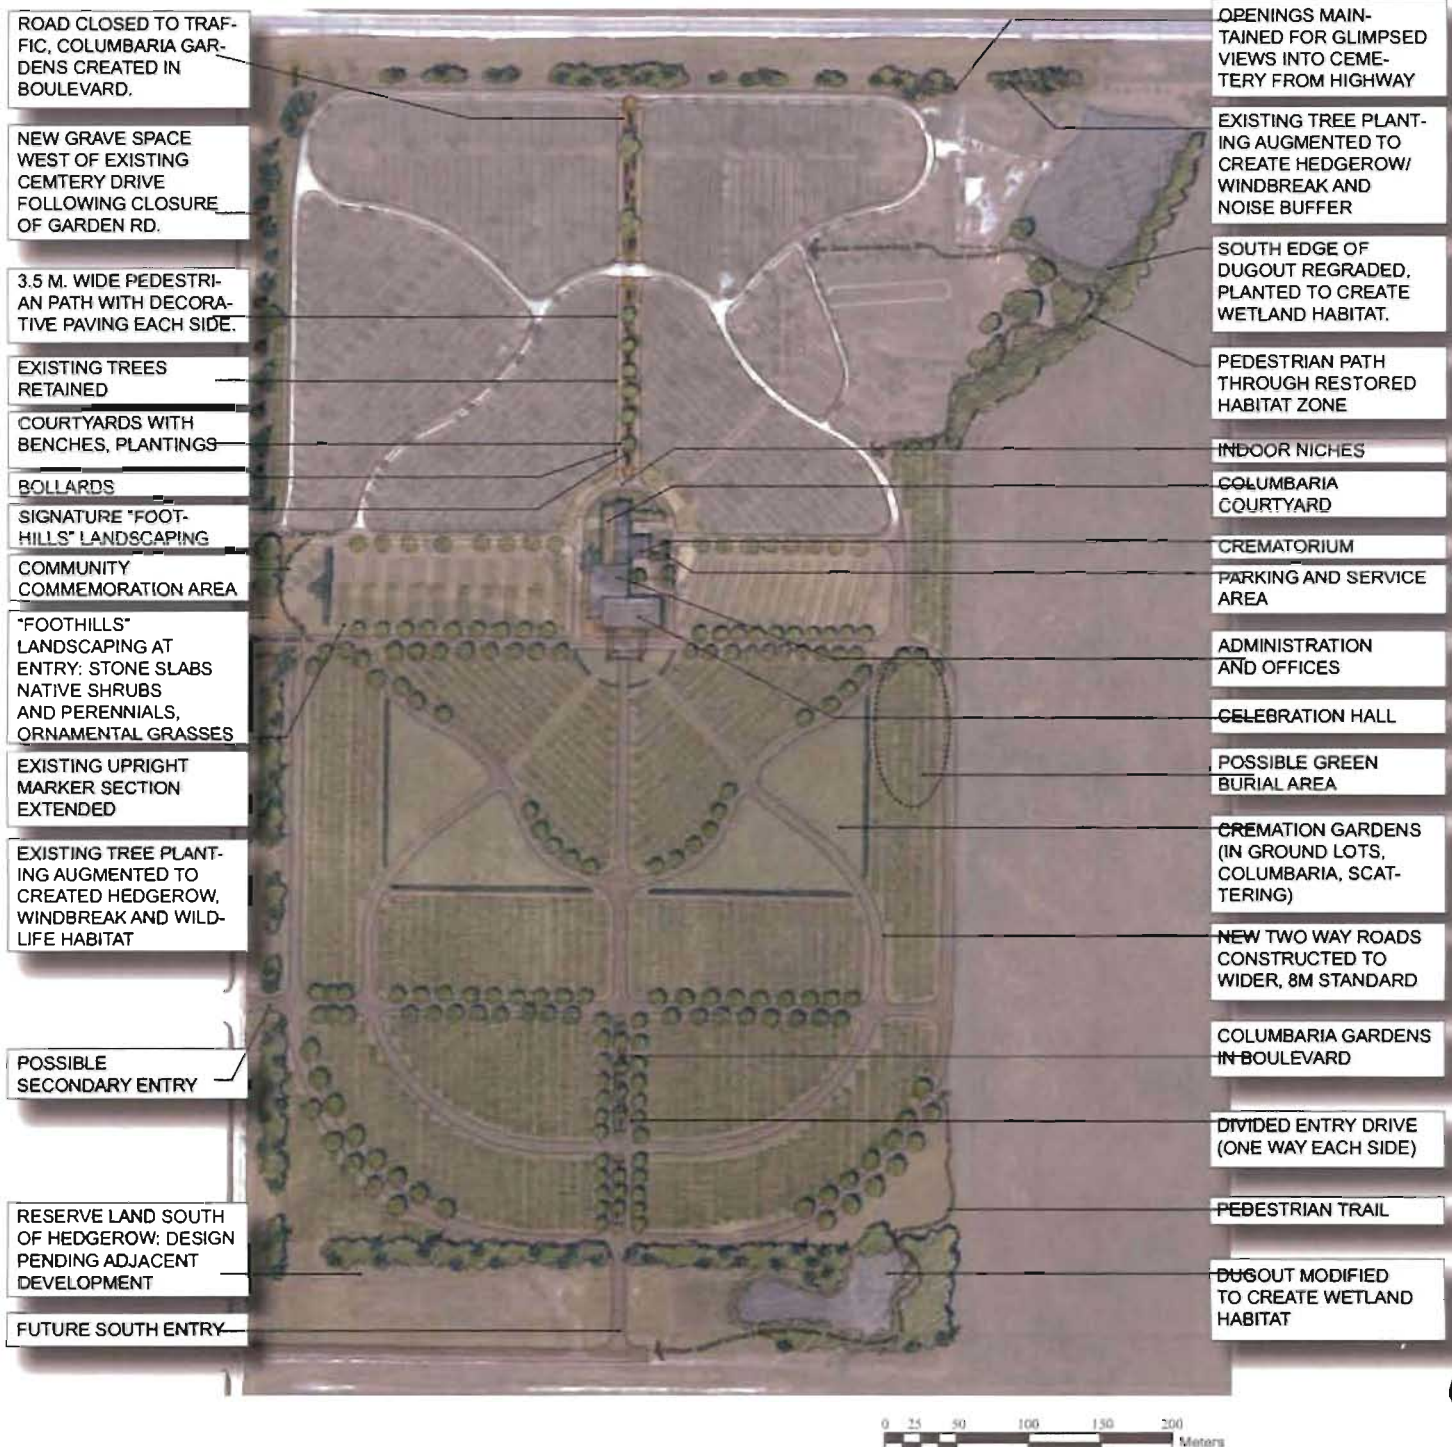 ROAD CLOSED TO TRAF-
FIC, COLUMBARIA GAR-
DENS CREATED IN
BOULEVARD.
NEW GRAVE SPACE
WEST OF EXISTING
CEMTERY DRIVE
FOLLOWING CLOSURE
OF GARDEN RD.
3.5 M. WIDE PEDESTRI-
AN PATH WITH DECORA-
TIVE PAVING EACH SIDE.
EXISTING TREES
RETAINED
COURTYARDS WITH
BENCHES, PLANTINGS
BOLLARDS
SIGNATURE "FOOT-
HILLS" LANDSCAPING
COMMUNITY
COMMEMORATION AREA
"FOOTHILLS"
LANDSCAPING AT
ENTRY: STONE SLABS
NATIVE SHRUBS
AND PERENNIALS,
ORNAMENTAL GRASSES
EXISTING UPRIGHT
MARKER SECTION
EXTENDED
EXISTING TREE PLANT-
ING AUGMENTED TO
CREATED HEDGEROW,
WINDBREAK AND WILD-
LIFE HABITAT
POSSIBLE
SECONDARY ENTRY
RESERVE LAND SOUTH
OF HEDGEROW: DESIGN
PENDING ADJACENT
DEVELOPMENT
FUTURE SOUTH ENTRY
OPENINGS MAIN-
TAINED FOR GLIMPSED
VIEWS INTO CEME-
TERY FROM HIGHWAY
EXISTING TREE PLANT-
ING AUGMENTED TO
CREATE HEDGEROW/
WINDBREAK AND
NOISE BUFFER
SOUTH EDGE OF
DUGOUT REGRADED,
PLANTED TO CREATE
WETLAND HABITAT.
PEDESTRIAN PATH
THROUGH RESTORED
HABITAT ZONE
INDOOR NICHES
COLUMBARIA
COURTYARD
CREMATORIUM
PARKING AND SERVICE
AREA
ADMINISTRATION
AND OFFICES
CELEBRATION HALL
POSSIBLE GREEN
BURIAL AREA
CREMATION GARDENS
(IN GROUND LOTS,
COLUMBARIA, SCAT-
TERING)
NEW TWO WAY ROADS
CONSTRUCTED TO
WIDER, 8M STANDARD
COLUMBARIA GARDENS
IN BOULEVARD
DIVIDED ENTRY DRIVE
(ONE WAY EACH SIDE)
PEDESTRIAN TRAIL
DUGOUT MODIFIED
TO CREATE WETLAND
HABITAT
0 25 50 100 150 200
Meters